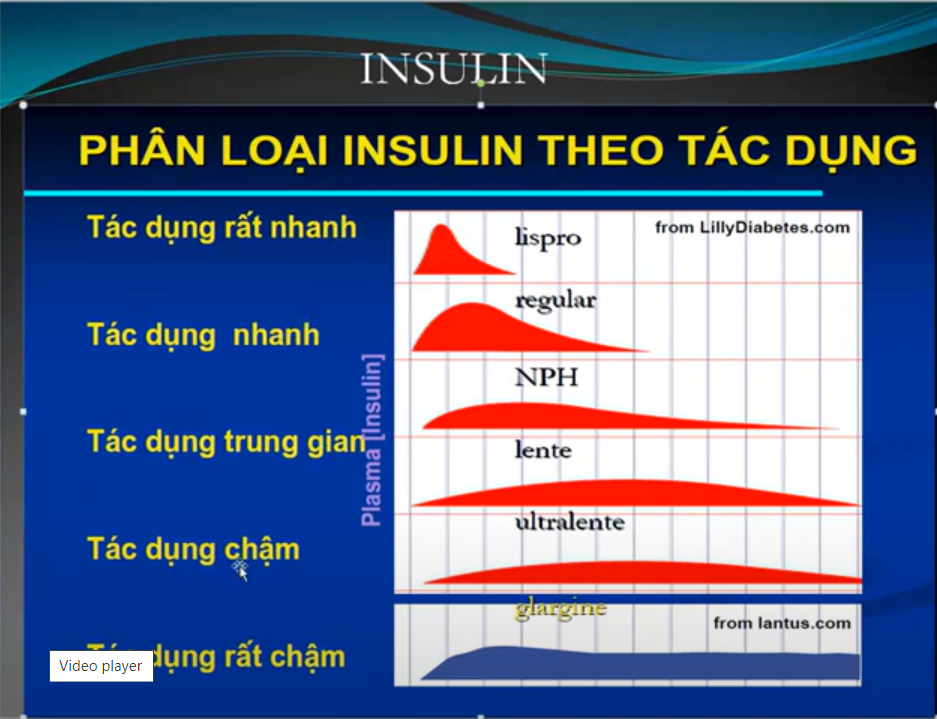 INSULIN
PHÂN LOẠI INSULIN THEO TÁC DỤNG
Tác dụng rất nhanh
Tác dụng nhanh
Tác dụng trung gian
Tác dụng chậm
dụng rất chậm
Video player
Plasma [Insulin]
from LillyDiabetes.com
lispro
regular
NPH
lente
ultralente
glargine
from lantus.com